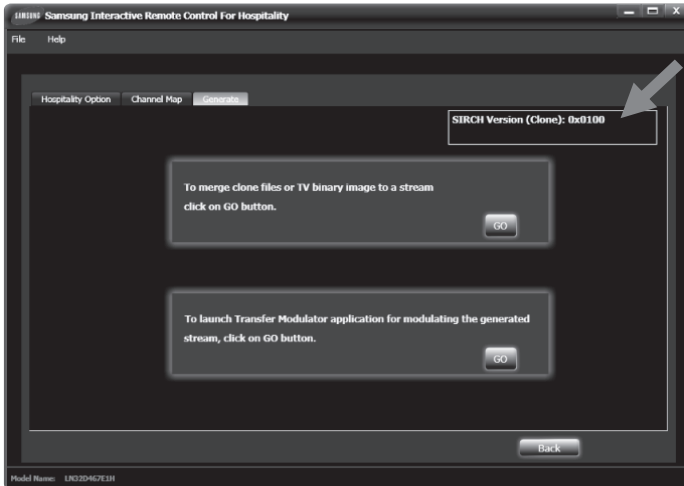 SAMSUNG Samsung Interactive Remote Control For Hospitality
File Help
Hospitality Option Channel Map Generate
SIRCH Version (Clone): 0x0100
To merge clone files or TV binary image to a stream
click on GO button.
GO
To launch Transfer Modulator application for modulating the generated
stream, click on GO button.
GO
Back
Model Name: LN32D467E1H